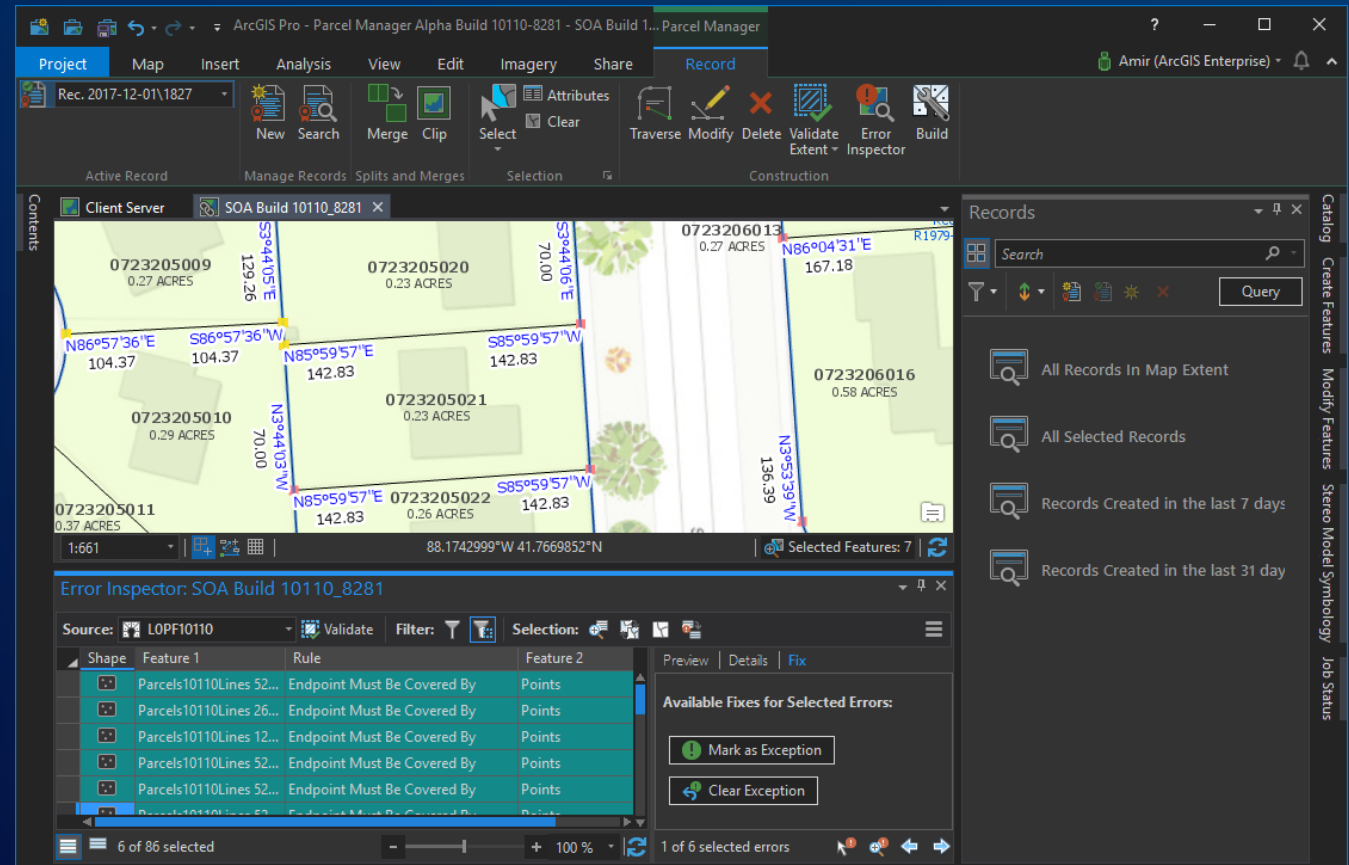 ArcGIS Pro - Parcel Manager Alpha Build 10110-8281 - SOA Build 1... Parcel Manager ?
Project Map Insert Analysis View Edit Imagery Share Record Amir (ArcGIS Enterprise)
Rec. 2017-12-01\1827
Attributes
Clear
New Search Merge Clip Select Traverse Modify Delete Validate Extent Error Inspector Build
Active Record Manage Records Splits and Merges Selection Construction
Contents
Client Server SOA Build 10110_8281
0723205009
0.27 ACRES
S3°44'05"E
129.26
0723205020
0.23 ACRES
S3°44'06"E
70.00
0723206013
0.27 ACRES
N86°04'31"E
167.18
R1979-
N86°57'36"E
104.37
S86°57'36"W
104.37
N85°59'57"E
142.83
S85°59'57"W
142.83
0723205010
0.29 ACRES
N3°44'03"W
70.00
0723205021
0.23 ACRES
0723206016
0.58 ACRES
N3°53'39"W
136.39
0723205011
0.37 ACRES
N85°59'57"E
142.83
0723205022
0.26 ACRES
S85°59'57"W
142.83
1:661 88.1742999°W 41.7669852°N Selected Features: 7
Error Inspector: SOA Build 10110_8281
Source: L0PF10110 Validate Filter: Selection:
Shape Feature 1 Rule Feature 2
Parcels10110Lines 52... Endpoint Must Be Covered By Points
Parcels10110Lines 26... Endpoint Must Be Covered By Points
Parcels10110Lines 12... Endpoint Must Be Covered By Points
Parcels10110Lines 52... Endpoint Must Be Covered By Points
Parcels10110Lines 52... Endpoint Must Be Covered By Points
Parcels10110Lines 52... Endpoint Must Be Covered By Points
6 of 86 selected 100 %
Preview Details Fix
Available Fixes for Selected Errors:
Mark as Exception
Clear Exception
1 of 6 selected errors
Records
Search
Query
All Records In Map Extent
All Selected Records
Records Created in the last 7 days
Records Created in the last 31 day
Catalog
Create Features
Modify Features
Stereo Model Symbology
Job Status